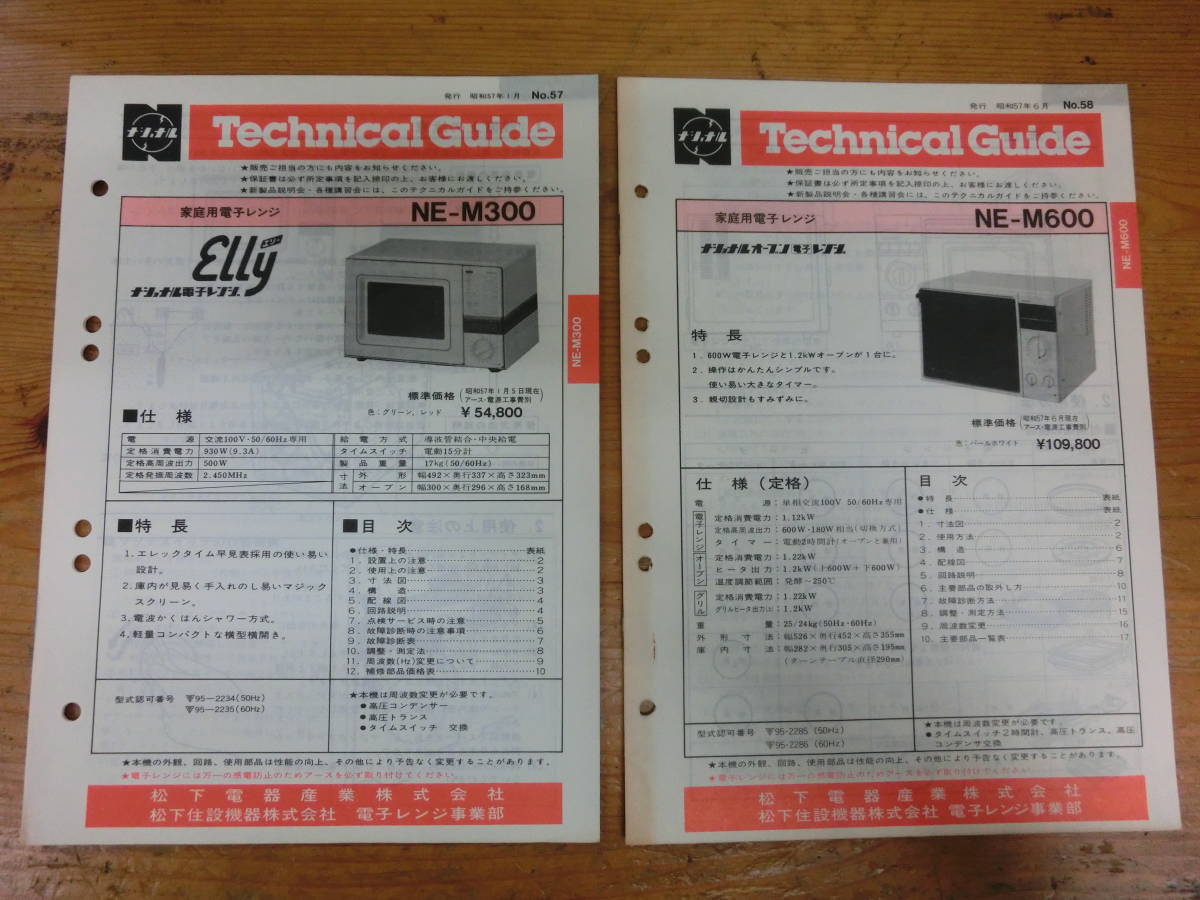 発行 昭和57年1月 No.57
ナショナル
Technical Guide
★販売ご担当の方にも内容をお知らせください。
★保証書は必ず所定事項を記入捺印の上、お客様にお渡しください。
★新製品説明会・各種講習会には、このテクニカルガイドをご持参ください。
家庭用電子レンジ NE-M300
Elly エリー
ナショナル電子レンジ
NE-M300
標準価格 (昭和57年1月5日現在 アース・電源工事費別)
色:グリーン、レッド ¥54,800
■仕様
電源 交流100V・50/60Hz専用 給電方式 導波管結合・中央給電
定格消費電力 930W(9.3A) タイムスイッチ 電動15分計
定格高周波出力 500W 製品重量 17kg(50/60Hz)
定格発振周波数 2.450MHz 寸法 外形 幅492×奥行337×高さ323mm
オーブン 幅300×奥行296×高さ168mm
■特長
1.エレックタイム早見表採用の使い易い
設計。
2.庫内が見易く手入れのし易いマジック
スクリーン。
3.電波かくはんシャワー方式。
4.軽量コンパクトな横型横開き。
■目次
●仕様・特長 表紙
1.設置上の注意 2
2.使用上の注意 2
3.寸法図 3
4.構造 3
5.配線図 4
6.回路説明 4
7.点検サービス時の注意 5
8.故障診断時の注意事項 6
9.故障診断表 7
10.調整・測定法 8
11.周波数(Hz)変更について 9
12.補修部品価格表 10
型式認可番号 〒95-2234(50Hz)
〒95-2235(60Hz)
★本機は周波数変更が必要です。
●高圧コンデンサー
●高圧トランス
●タイムスイッチ 交換
★本機の外観、回路、使用部品は性能の向上、その他により予告なく変更することがあります。
★電子レンジには万一の感電防止のためアースを必ず取り付けてください。
松下電器産業株式会社
松下住設機器株式会社 電子レンジ事業部
発行 昭和57年6月 No.58
ナショナル
Technical Guide
★販売ご担当の方にも内容をお知らせください。
★保証書は必ず所定事項を記入捺印の上、お客様にお渡しください。
★新製品説明会・各種講習会には、このテクニカルガイドをご持参ください。
家庭用電子レンジ NE-M600
ナショナルオーブン電子レンジ
NE-M600
特長
1.600W電子レンジと1.2kWオーブンが1台に。
2.操作はかんたんシンプルです。
使い易い大きなタイマー。
3.親切設計もすみずみに。
標準価格 (昭和57年6月現在 アース・電源工事費別)
色:パールホワイト ¥109,800
仕様(定格)
電源:単相交流100V 50/60Hz専用
電子レンジ 定格消費電力:1.12kW
定格高周波出力:600W・180W相当(切換方式)
タイマー:電動2時間計(オーブンと兼用)
オーブン 定格消費電力:1.22kW
ヒータ出力:1.2kW(上600W+下600W)
温度調節範囲:発酵~250℃
グリル 定格消費電力:1.22kW
グリルヒータ出力:1.2kW
重量:25/24kg(50Hz・60Hz)
外形寸法:幅526×奥行452×高さ355mm
庫内寸法:幅282×奥行305×高さ195mm
(ターンテーブル直径290mm)
目次
●特長 表紙
●仕様 表紙
1.寸法図 2
2.使用方法 2
3.構造 6
4.配線図 7
5.回路説明 8
6.主要部品の取外し方 10
7.故障診断方法 11
8.調整・測定方法 15
9.周波数変更 16
10.主要部品一覧表 17
型式認可番号 〒95-2285(50Hz)
〒95-2286(60Hz)
★本機は周波数変更が必要です。
●タイムスイッチ2時間計、高圧トランス、高圧
コンデンサ交換
★本機の外観、回路、使用部品は性能の向上、その他により予告なく変更することがあります。
★電子レンジには万一の感電防止のためアースを必ず取り付けてください。
松下電器産業株式会社
松下住設機器株式会社 電子レンジ事業部